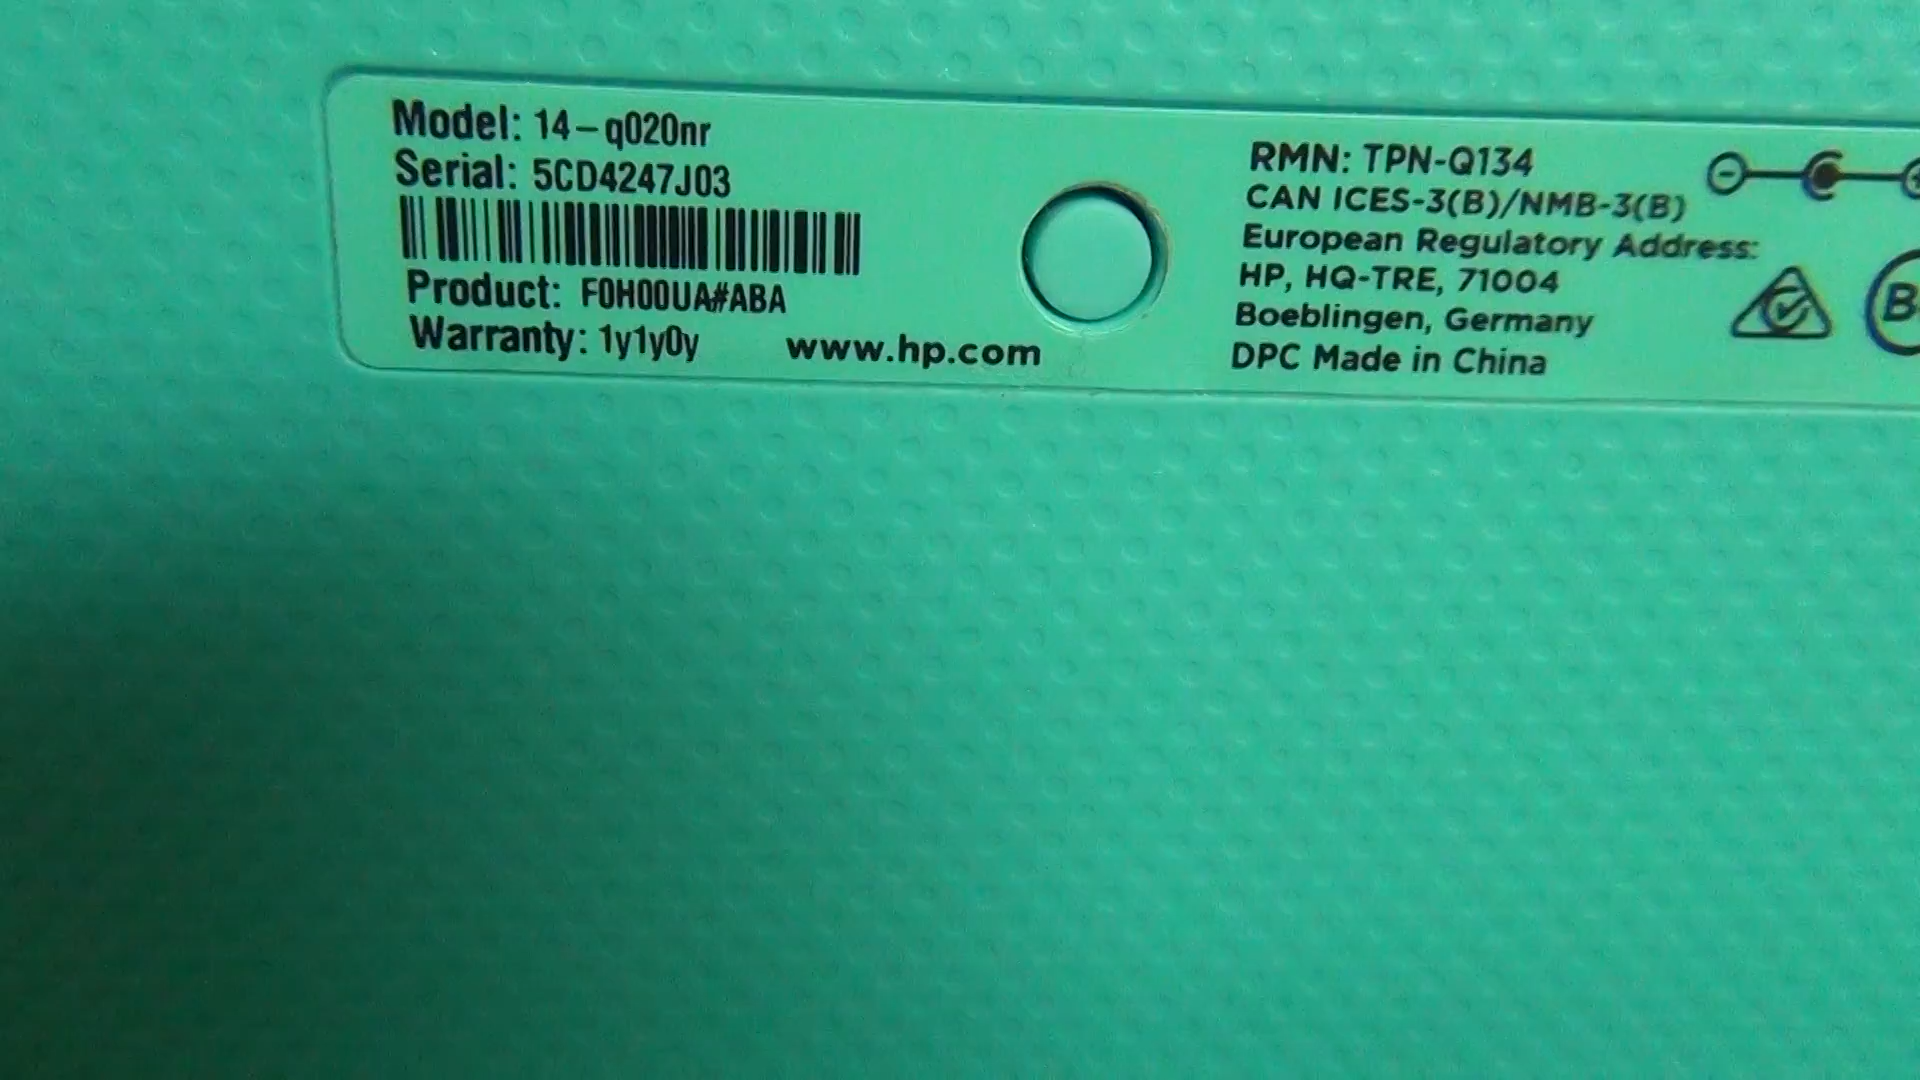 Model: 14-q020nr
Serial: 5CD4247J03
Product: F0H00UA#ABA
Warranty: 1y1y0y
www.hp.com
RMN: TPN-Q134
CAN ICES-3(B)/NMB-3(B)
European Regulatory Address:
HP, HQ-TRE, 71004
Boeblingen, Germany
DPC Made in China